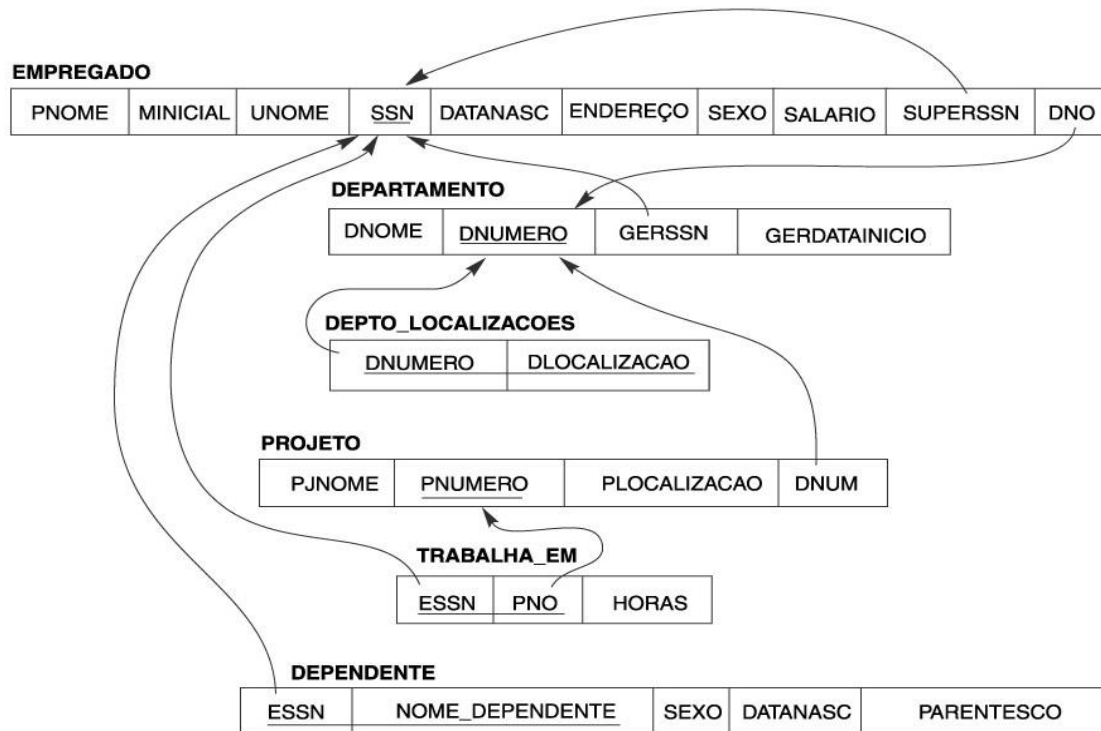 EMPREGADO
PNOME MINICIAL UNOME SSN DATANASC ENDEREÇO SEXO SALARIO SUPERSSN DNO
DEPARTAMENTO
DNOME DNUMERO GERSSN GERDATAINICIO
DEPTO_LOCALIZACOES
DNUMERO DLOCALIZACAO
PROJETO
PJNOME PNUMERO PLOCALIZACAO DNUM
TRABALHA_EM
ESSN PNO HORAS
DEPENDENTE
ESSN NOME_DEPENDENTE SEXO DATANASC PARENTESCO